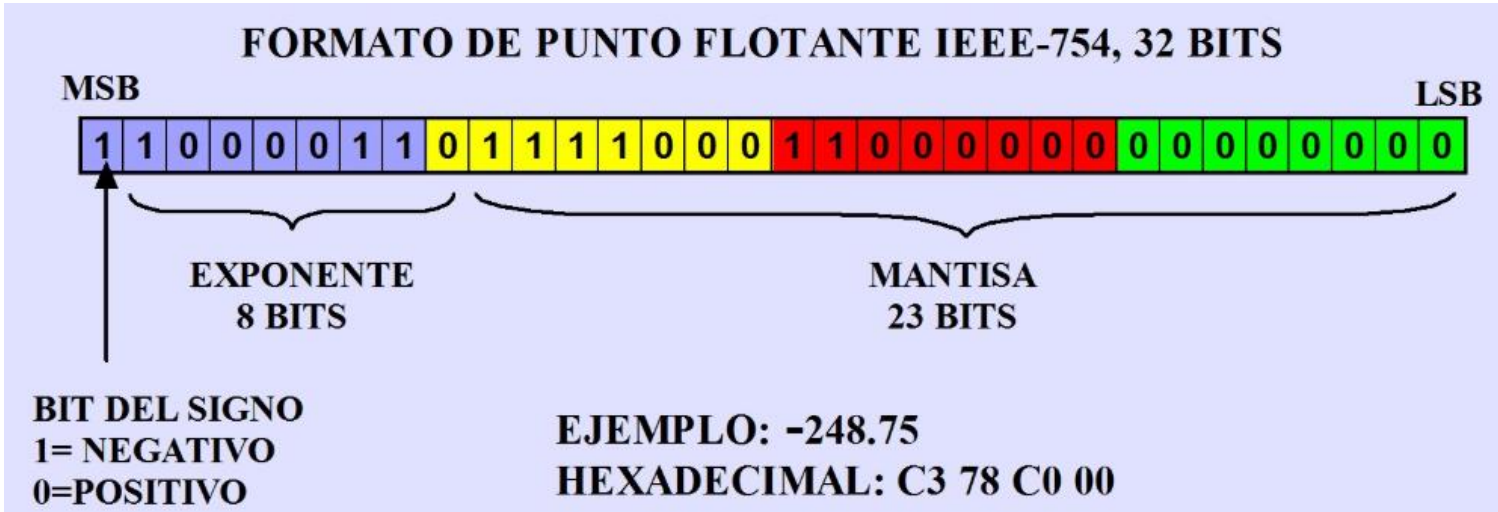 FORMATO DE PUNTO FLOTANTE IEEE-754, 32 BITS
MSB LSB
1 1 0 0 0 0 1 1 0 1 1 1 1 0 0 0 1 1 0 0 0 0 0 0 0 0 0 0 0 0 0 0
EXPONENTE
8 BITS
MANTISA
23 BITS
BIT DEL SIGNO
1= NEGATIVO
0=POSITIVO
EJEMPLO: -248.75
HEXADECIMAL: C3 78 C0 00